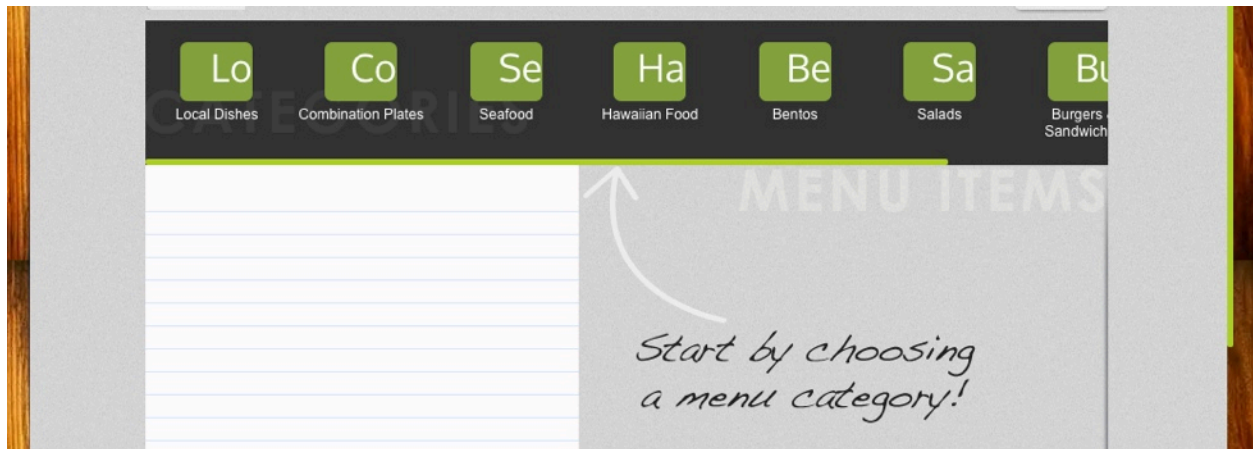 Lo Co Se Ha Be Sa Bu
Local Dishes Combination Plates Seafood Hawaiian Food Bentos Salads Burgers
Sandwich
CATEGORIES
MENU ITEMS
Start by choosing
a menu category!